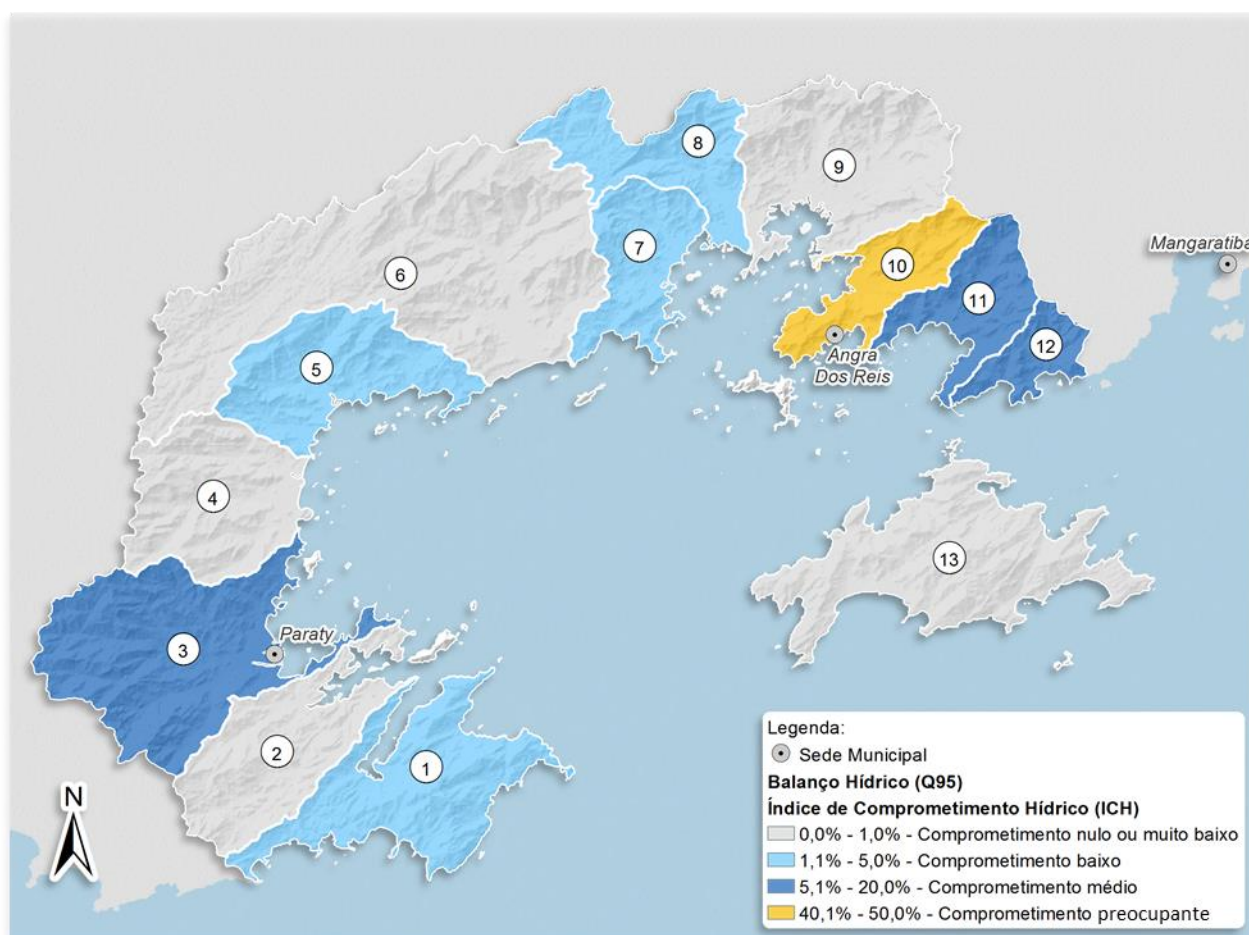 8
9
7
Mangaratiba
10
6
11
Angra
Dos Reis
12
5
4
13
Paraty
3
2
1
N
Legenda:
Sede Municipal
Balanço Hídrico (Q95)
Índice de Comprometimento Hídrico (ICH)
0,0% - 1,0% - Comprometimento nulo ou muito baixo
1,1% - 5,0% - Comprometimento baixo
5,1% - 20,0% - Comprometimento médio
40,1% - 50,0% - Comprometimento preocupante